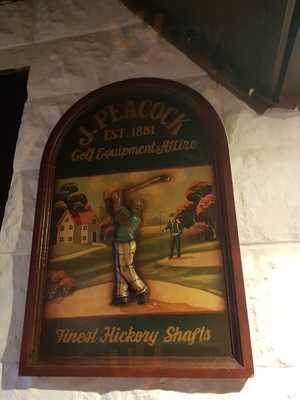 J. PEACOCK
EST. 1881
Golf Equipment & Attire
Finest Hickory Shafts